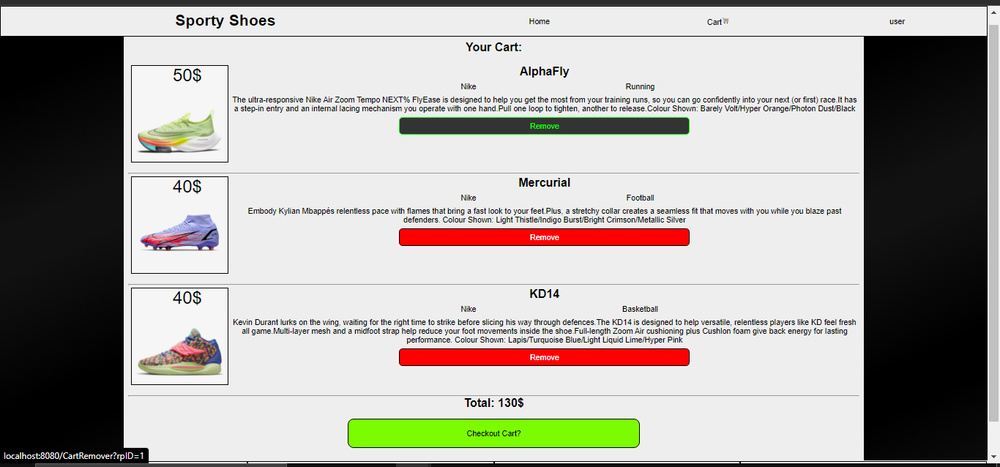 Sporty Shoes Home Cart user
Your Cart:
50$
AlphaFly
Nike Running
The ultra-responsive Nike Air Zoom Tempo NEXT% FlyEase is designed to help you get the most from your training runs, so you can go confidently into your next (or first) race.It has
a step-in entry and an internal lacing mechanism you operate with one hand.Pull one loop to tighten, another to release.Colour Shown: Barely Volt/Hyper Orange/Photon Dust/Black
Remove
40$
Mercurial
Nike Football
Embody Kylian Mbappés relentless pace with flames that bring a fast look to your feet.Plus, a stretchy collar creates a seamless fit that moves with you while you blaze past
defenders. Colour Shown: Light Thistle/Indigo Burst/Bright Crimson/Metallic Silver
Remove
40$
KD14
Nike Basketball
Kevin Durant lurks on the wing, waiting for the right time to strike before slicing his way through defences.The KD14 is designed to help versatile, relentless players like KD feel fresh
all game.Multi-layer mesh and a midfoot strap help reduce your foot movements inside the shoe.Full-length Zoom Air cushioning plus Cushlon foam give back energy for lasting
performance. Colour Shown: Lapis/Turquoise Blue/Light Liquid Lime/Hyper Pink
Remove
Total: 130$
Checkout Cart?
localhost:8080/CartRemover?rpID=1